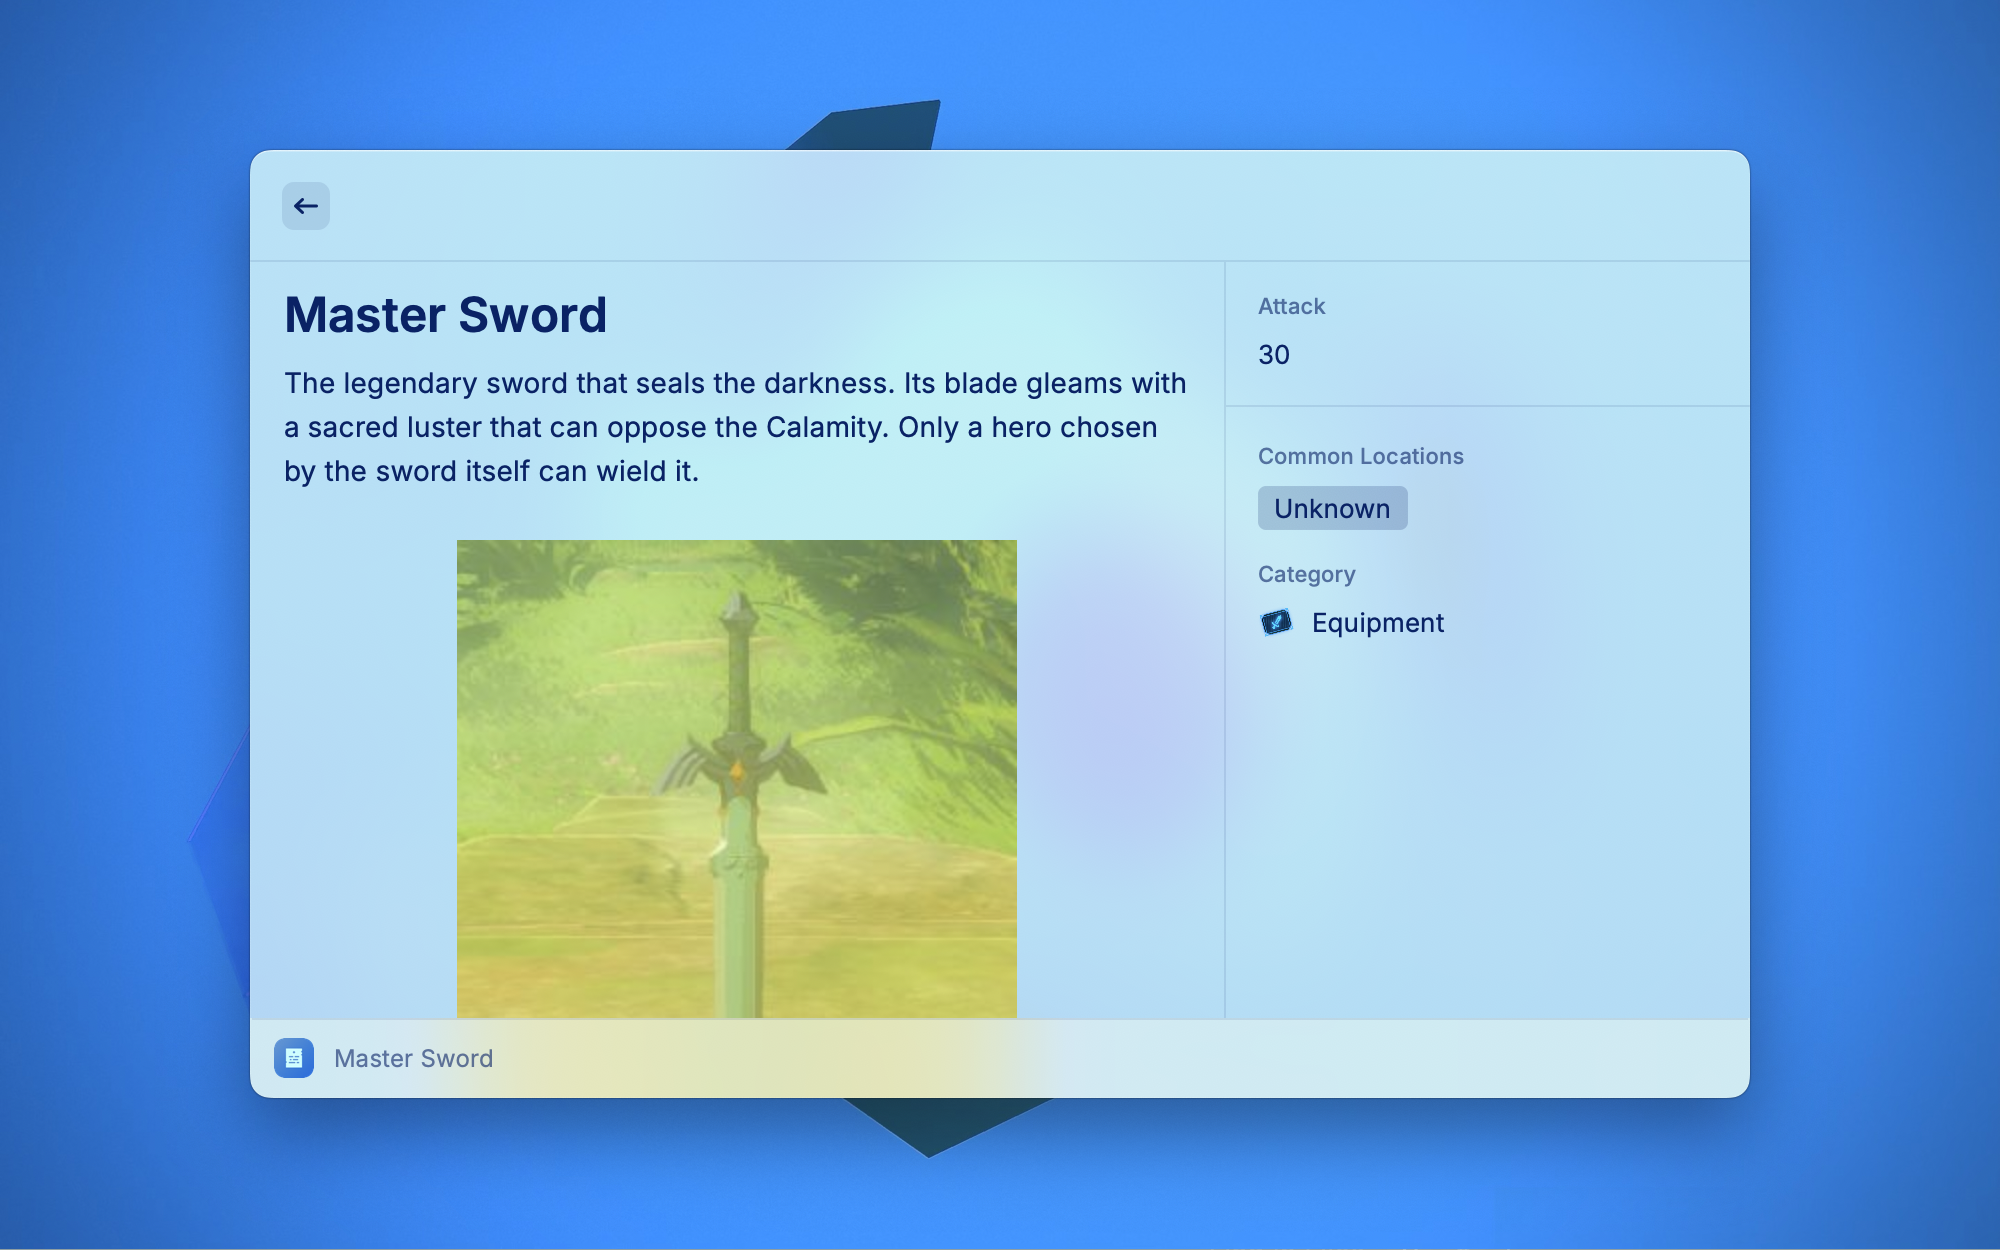 Master Sword
The legendary sword that seals the darkness. Its blade gleams with
a sacred luster that can oppose the Calamity. Only a hero chosen
by the sword itself can wield it.
Attack
30
Common Locations
Unknown
Category
Equipment
Master Sword